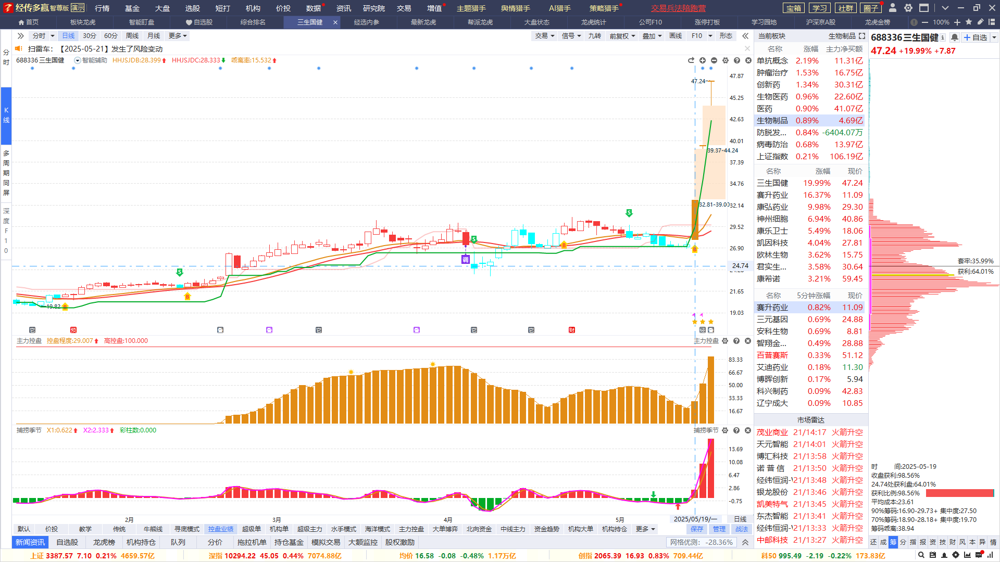 经传多赢 智尊版 演示 行情 基金 大盘 选股 短打 机构 价投 数据 资讯 研究院 交易 增值 主题猎手 舆情猎手 AI猎手 策略猎手 交易兵法陪跑营 宝箱 学习 社群 圈子
首页 板块龙虎 智能盯盘 自选股 综合排名 三生国健 × 经选内参 最新龙虎 帮派龙虎 大盘状态 龙虎统计 公司F10 涨停打板 学习园地 沪深京A股 龙虎金榜 100%
分时 日线 30分 60分 周线 月线 更多 交易 信号 九转 前复权 叠加 画线 F10 形态
扫雷车：【2025-05-21】发生了风险变动
688336 三生国健 智能辅助 HHJSJDB:28.399 HHJSJDC:28.333 乖离率:15.532
分时
K线
多周期同屏
深度F10
47.87
45.25
42.63
40.01
37.39
34.76
32.14
29.52
26.90
24.74
21.65
19.03
47.24
39.37-44.24
32.81-39.00
19.82
S
S
S
B
B
B
B
调
预
财
主力控盘 控盘程度:29.007 高控盘:100.000
主力控盘
83.33
66.67
50.00
33.33
16.67
捕捞季节 X1:0.622 X2:2.333 彩柱数:0.000
捕捞季节
13.69
10.08
6.47
2.86
-0.75
2月 3月 4月 5月 2025/05/19/一 日线
默认 价投 教学 传统 牛熊线 寻底模式 控盘业绩 超级单 机构单 超级主力 水手模式 海洋模式 主力控盘 大单博弈 北向资金 中线主力 资金趋势 机构大单 机构持仓 更多 保存 管理 战法
新闻资讯 自选股 龙虎榜 机构持仓 队列 分价 拖拉机单 持仓基金 模拟交易 大额监控 股权激励 网格优测： -28.36%
当前板块 生物制品
名称 涨幅 主力净买额
单抗概念 2.19% 11.31亿
肿瘤治疗 1.53% 16.75亿
创新药 1.34% 30.31亿
生物医药 0.96% 22.60亿
医药 0.90% 41.07亿
生物制品 0.89% 4.69亿
防脱发... 0.84% -6404.07万
病毒防治 0.68% 13.97亿
上证指数 0.21% 106.19亿
名称 涨幅 现价
三生国健 19.99% 47.24
赛升药业 16.37% 11.09
康弘药业 9.98% 29.30
神州细胞 6.94% 40.86
康乐卫士 5.49% 18.06
凯因科技 4.04% 27.81
欧林生物 3.62% 15.75
君实生... 3.58% 30.64
康希诺 3.21% 59.45
名称 5分钟涨幅 现价
赛升药业 0.82% 11.09
三元基因 0.69% 24.88
安科生物 0.69% 8.81
智翔金... 0.49% 28.88
百普赛斯 0.33% 51.12
艾迪药业 0.18% 11.30
博晖创新 0.17% 5.94
科兴制药 0.09% 42.83
辽宁成大 0.09% 10.85
市场雷达
茂业商业 21/14:17 火箭升空
天元智能 21/14:01 火箭升空
博汇科技 21/13:58 火箭升空
诺 普 信 21/13:50 火箭升空
经纬恒润- 21/13:48 火箭升空
银龙股份 21/13:46 火箭升空
凯美特气 21/13:45 火箭升空
东杰智能 21/13:41 火箭升空
经纬恒润- 21/13:33 火箭升空
中邮科技 21/13:27 火箭升空
688336 三生国健 自选
47.24 +19.99% +7.87
套牢:35.99%
获利:64.01%
时 间:2025-05-19
收盘获利:98.56%
24.74处获利盘:64.01%
获利比例:98.56%
平均成本:23.61
90%筹码:16.90-29.73+ 集中度:27.50
70%筹码:18.90-28.18+ 集中度:19.70
筹码乖离:38.94
还 成 筹 分 指 报 资 技 财 风 本 异 情
上证 3387.57 7.10 0.21% 4659.57亿 深指 10294.22 45.05 0.44% 7074.88亿 均价 16.58 -0.08 -0.48% 1.17万亿 创指 2065.39 16.93 0.83% 709.44亿 科50 995.49 -2.19 -0.22% 173.83亿